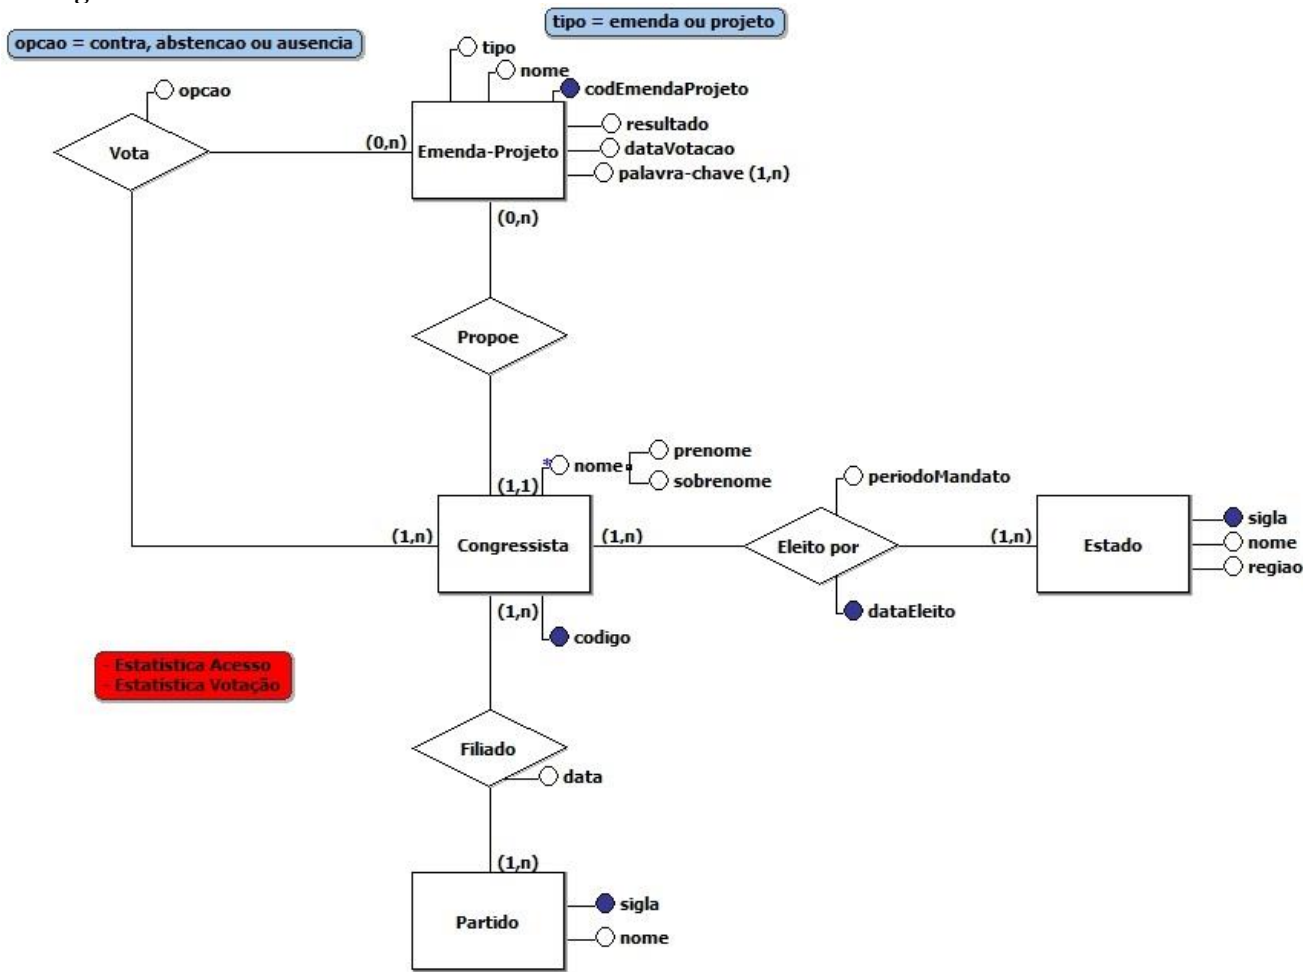 tipo = emenda ou projeto
opcao = contra, abstencao ou ausencia
tipo
nome
codEmendaProjeto
opcao
resultado
dataVotacao
palavra-chave (1,n)
Vota
(0,n)
Emenda-Projeto
(0,n)
Propoe
* nome
prenome
sobrenome
(1,1)
periodoMandato
(1,n)
Congressista
(1,n)
Eleito por
(1,n)
Estado
sigla
nome
regiao
dataEleito
(1,n)
codigo
- Estatística Acesso
- Estatística Votação
Filiado
data
(1,n)
Partido
sigla
nome